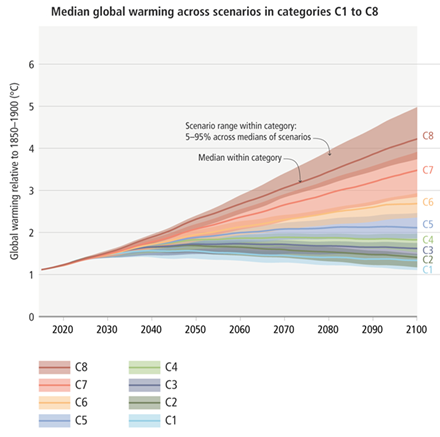 Median global warming across scenarios in categories C1 to C8
Global warming relative to 1850–1900 (°C)
6
5
4
3
2
1
0
Scenario range within category:
5–95% across medians of scenarios
Median within category
C8
C7
C6
C5
C4
C3
C2
C1
2020 2030 2040 2050 2060 2070 2080 2090 2100
C8 C4
C7 C3
C6 C2
C5 C1